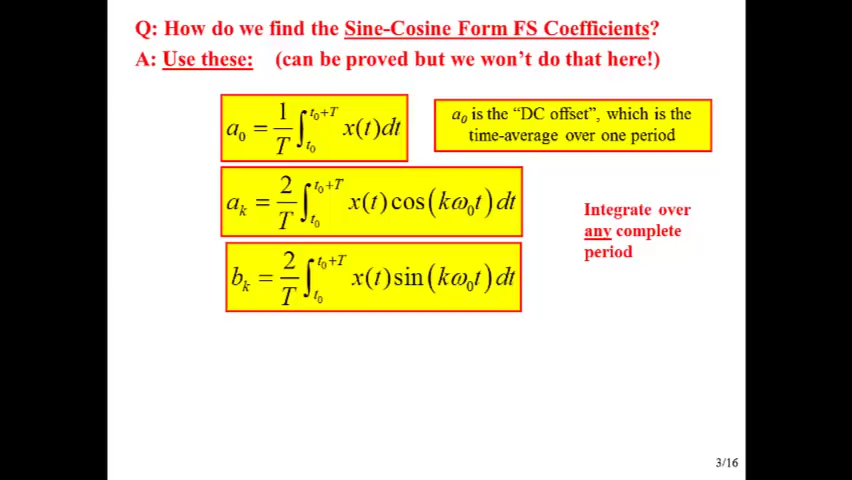 Q: How do we find the Sine-Cosine Form FS Coefficients?
A: Use these: (can be proved but we won't do that here!)
a₀ = 1/T ∫_{t₀}^{t₀+T} x(t)dt
a₀ is the “DC offset”, which is the
time-average over one period
aₖ = 2/T ∫_{t₀}^{t₀+T} x(t)cos(kω₀t)dt
bₖ = 2/T ∫_{t₀}^{t₀+T} x(t)sin(kω₀t)dt
Integrate over
any complete
period
3/16